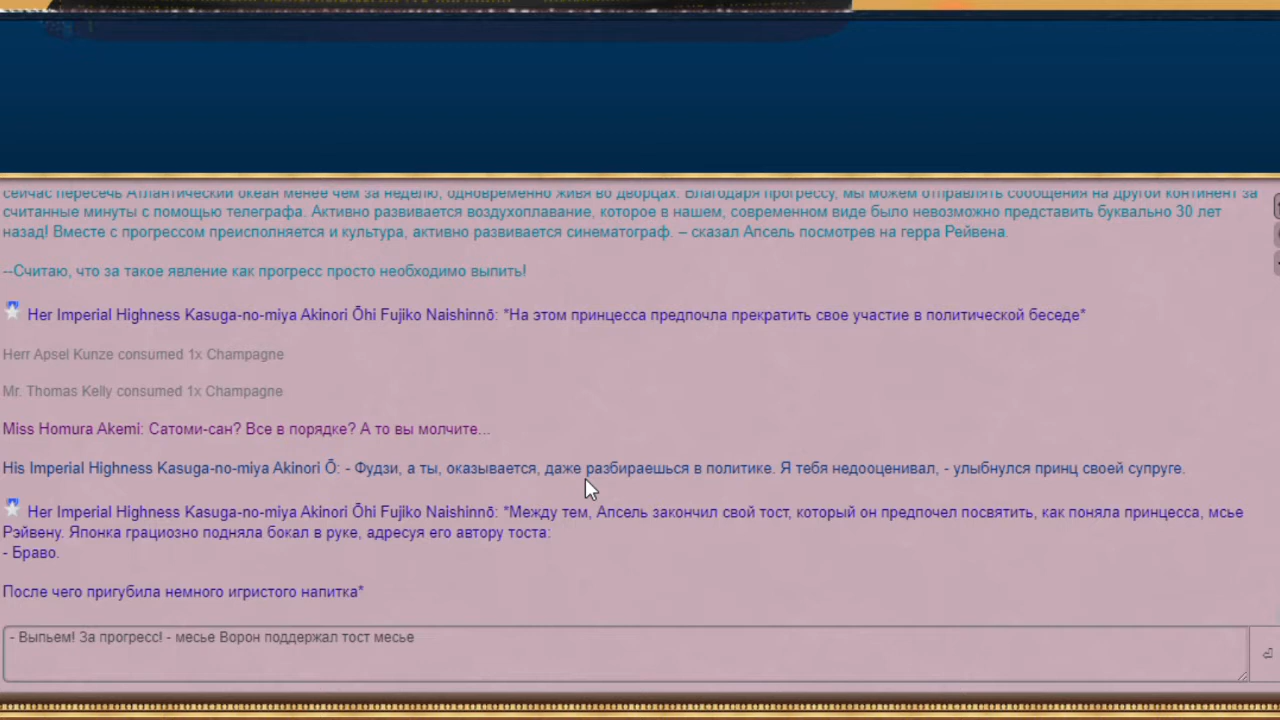 сейчас пересечь Атлантический океан менее чем за неделю, одновременно живя во дворцах. Благодаря прогрессу, мы можем отправлять сообщения на другой континент за
считанные минуты с помощью телеграфа. Активно развивается воздухоплавание, которое в нашем, современном виде было невозможно представить буквально 30 лет
назад! Вместе с прогрессом преисполняется и культура, активно развивается синематограф. – сказал Апсель посмотрев на герра Рейвена.
--Считаю, что за такое явление как прогресс просто необходимо выпить!
Her Imperial Highness Kasuga-no-miya Akinori Ōhi Fujiko Naishinnō: *На этом принцесса предпочла прекратить свое участие в политической беседе*
Herr Apsel Kunze consumed 1x Champagne
Mr. Thomas Kelly consumed 1x Champagne
Miss Homura Akemi: Сатоми-сан? Все в порядке? А то вы молчите...
His Imperial Highness Kasuga-no-miya Akinori Ō: - Фудзи, а ты, оказывается, даже разбираешься в политике. Я тебя недооценивал, - улыбнулся принц своей супруге.
Her Imperial Highness Kasuga-no-miya Akinori Ōhi Fujiko Naishinnō: *Между тем, Апсель закончил свой тост, который он предпочел посвятить, как поняла принцесса, мсье
Рэйвену. Японка грациозно подняла бокал в руке, адресуя его автору тоста:
- Браво.
После чего пригубила немного игристого напитка*
- Выпьем! За прогресс! - месье Ворон поддержал тост месье